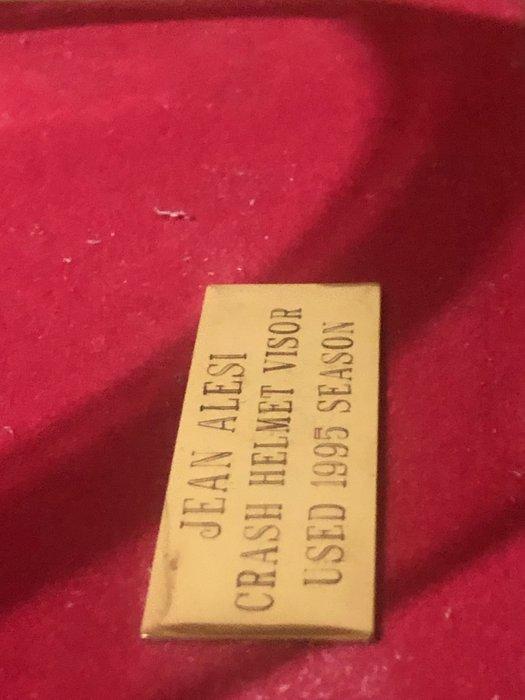 JEAN ALESI
CRASH HELMET VISOR
USED 1995 SEASON